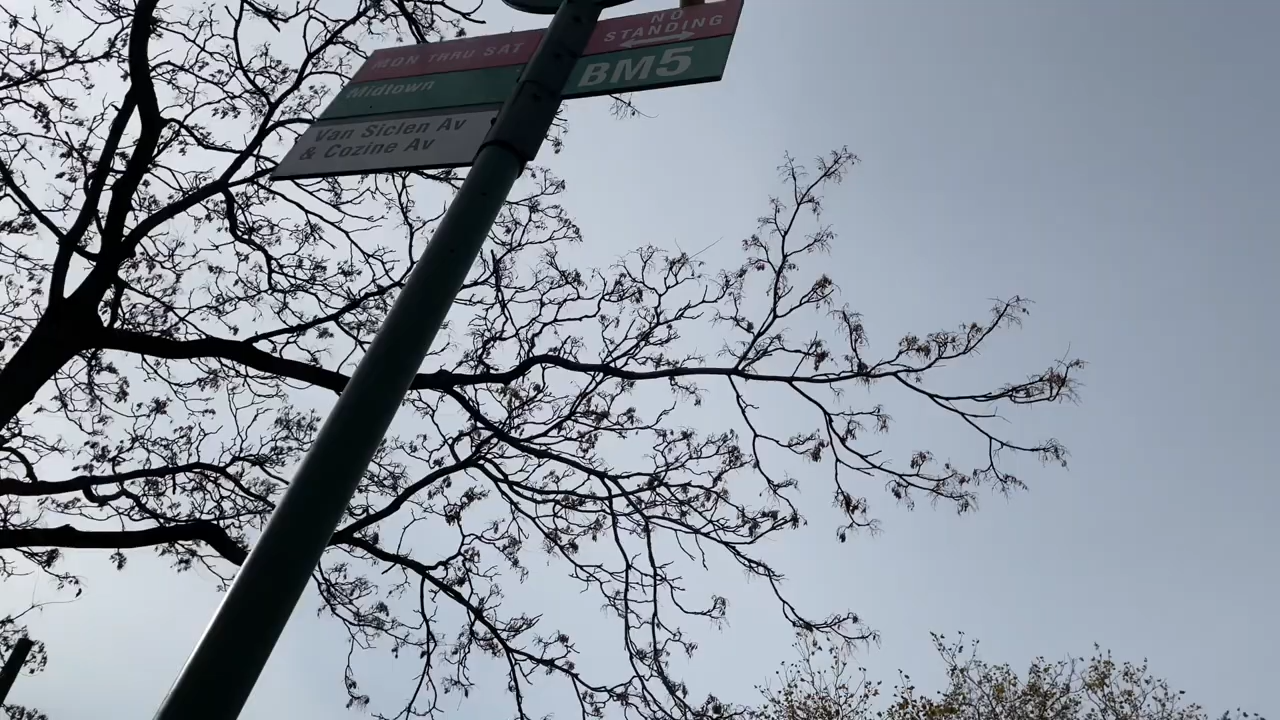 MON THRU SAT
NO
STANDING
Midtown
BM5
Van Siclen Av
& Cozine Av